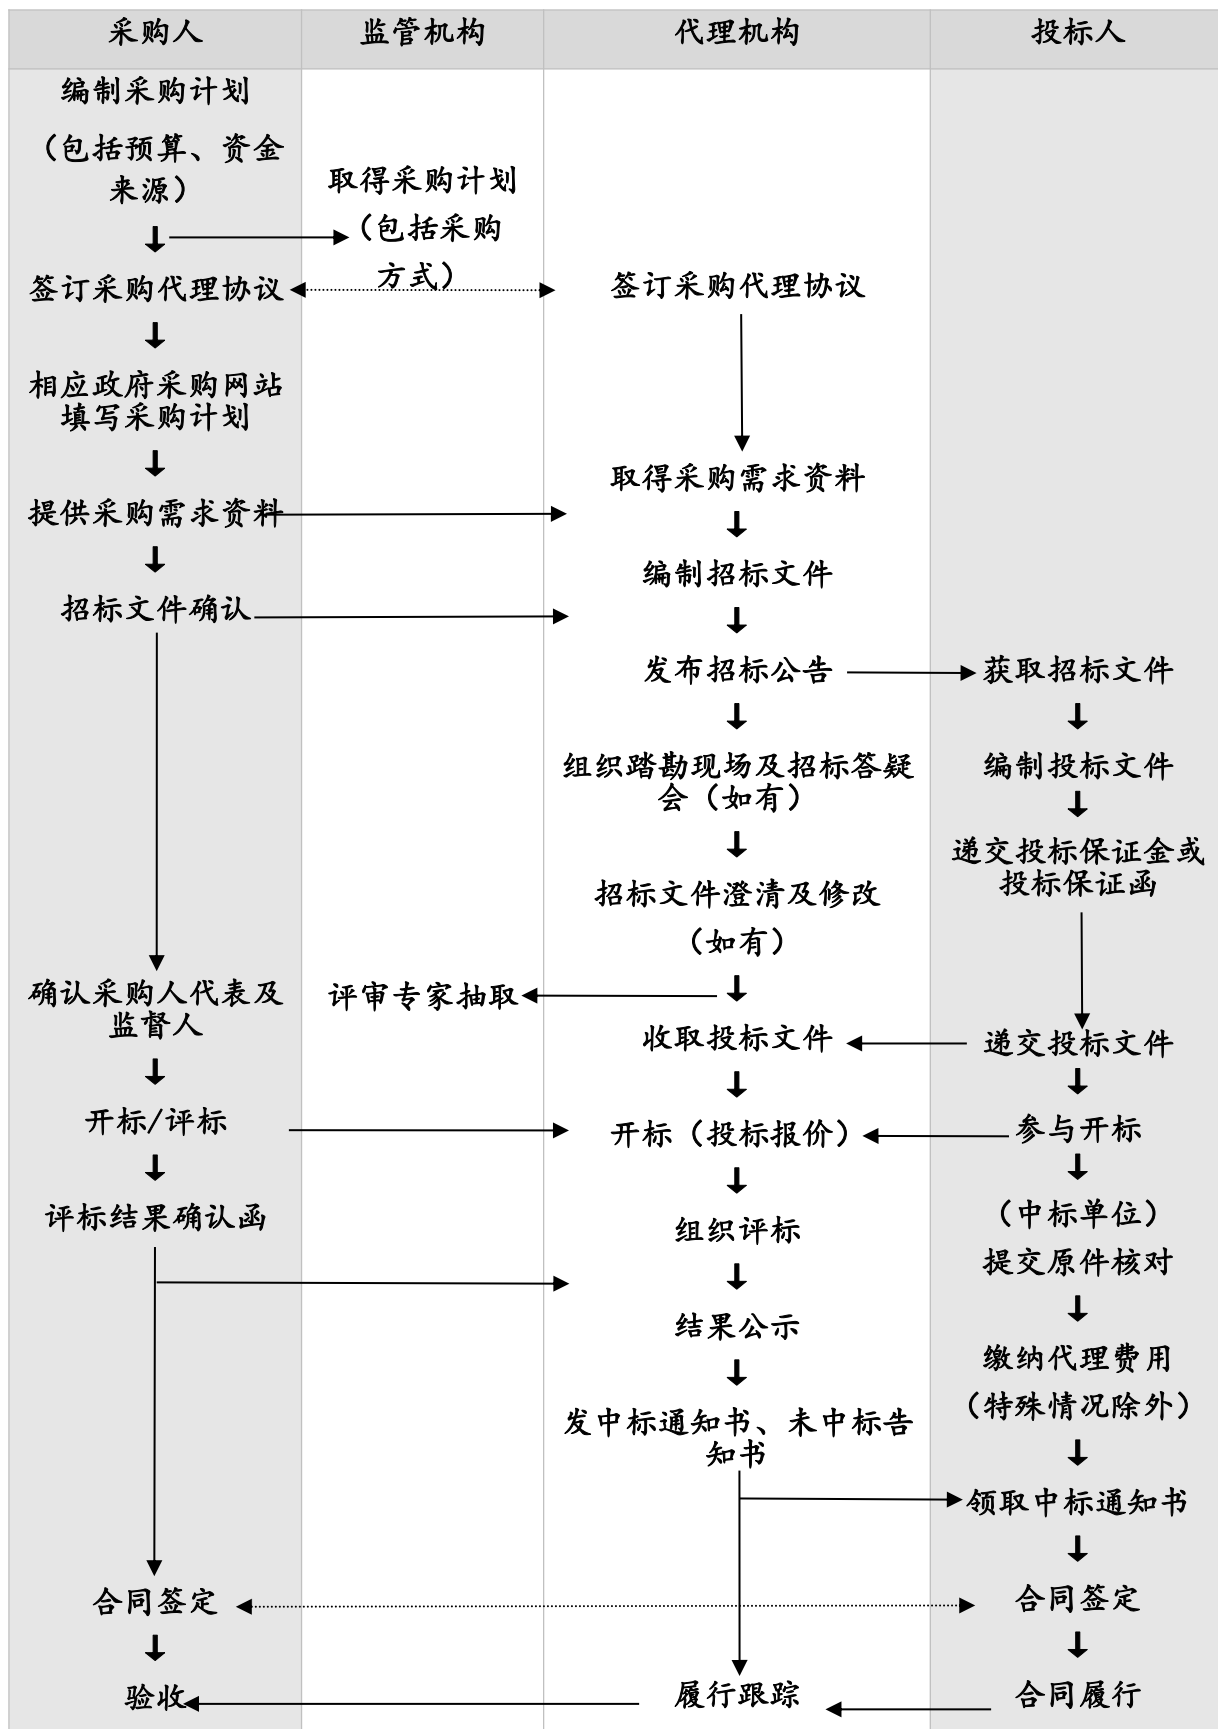 采购人
监管机构
代理机构
投标人
编制采购计划
（包括预算、资金
来源）
签订采购代理协议
相应政府采购网站
填写采购计划
提供采购需求资料
招标文件确认
确认采购人代表及
监督人
开标/评标
评标结果确认函
合同签定
验收
取得采购计划
（包括采购
方式）
评审专家抽取
签订采购代理协议
取得采购需求资料
编制招标文件
发布招标公告
组织踏勘现场及招标答疑
会（如有）
招标文件澄清及修改
（如有）
收取投标文件
开标（投标报价）
组织评标
结果公示
发中标通知书、未中标告
知书
履行跟踪
获取招标文件
编制投标文件
递交投标保证金或
投标保证函
递交投标文件
参与开标
（中标单位）
提交原件核对
缴纳代理费用
（特殊情况除外）
领取中标通知书
合同签定
合同履行